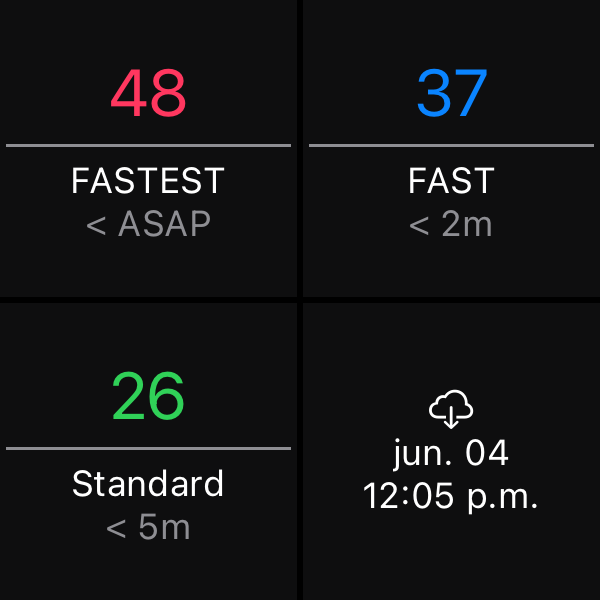 48
FASTEST
< ASAP
37
FAST
< 2m
26
Standard
< 5m
jun. 04
12:05 p.m.